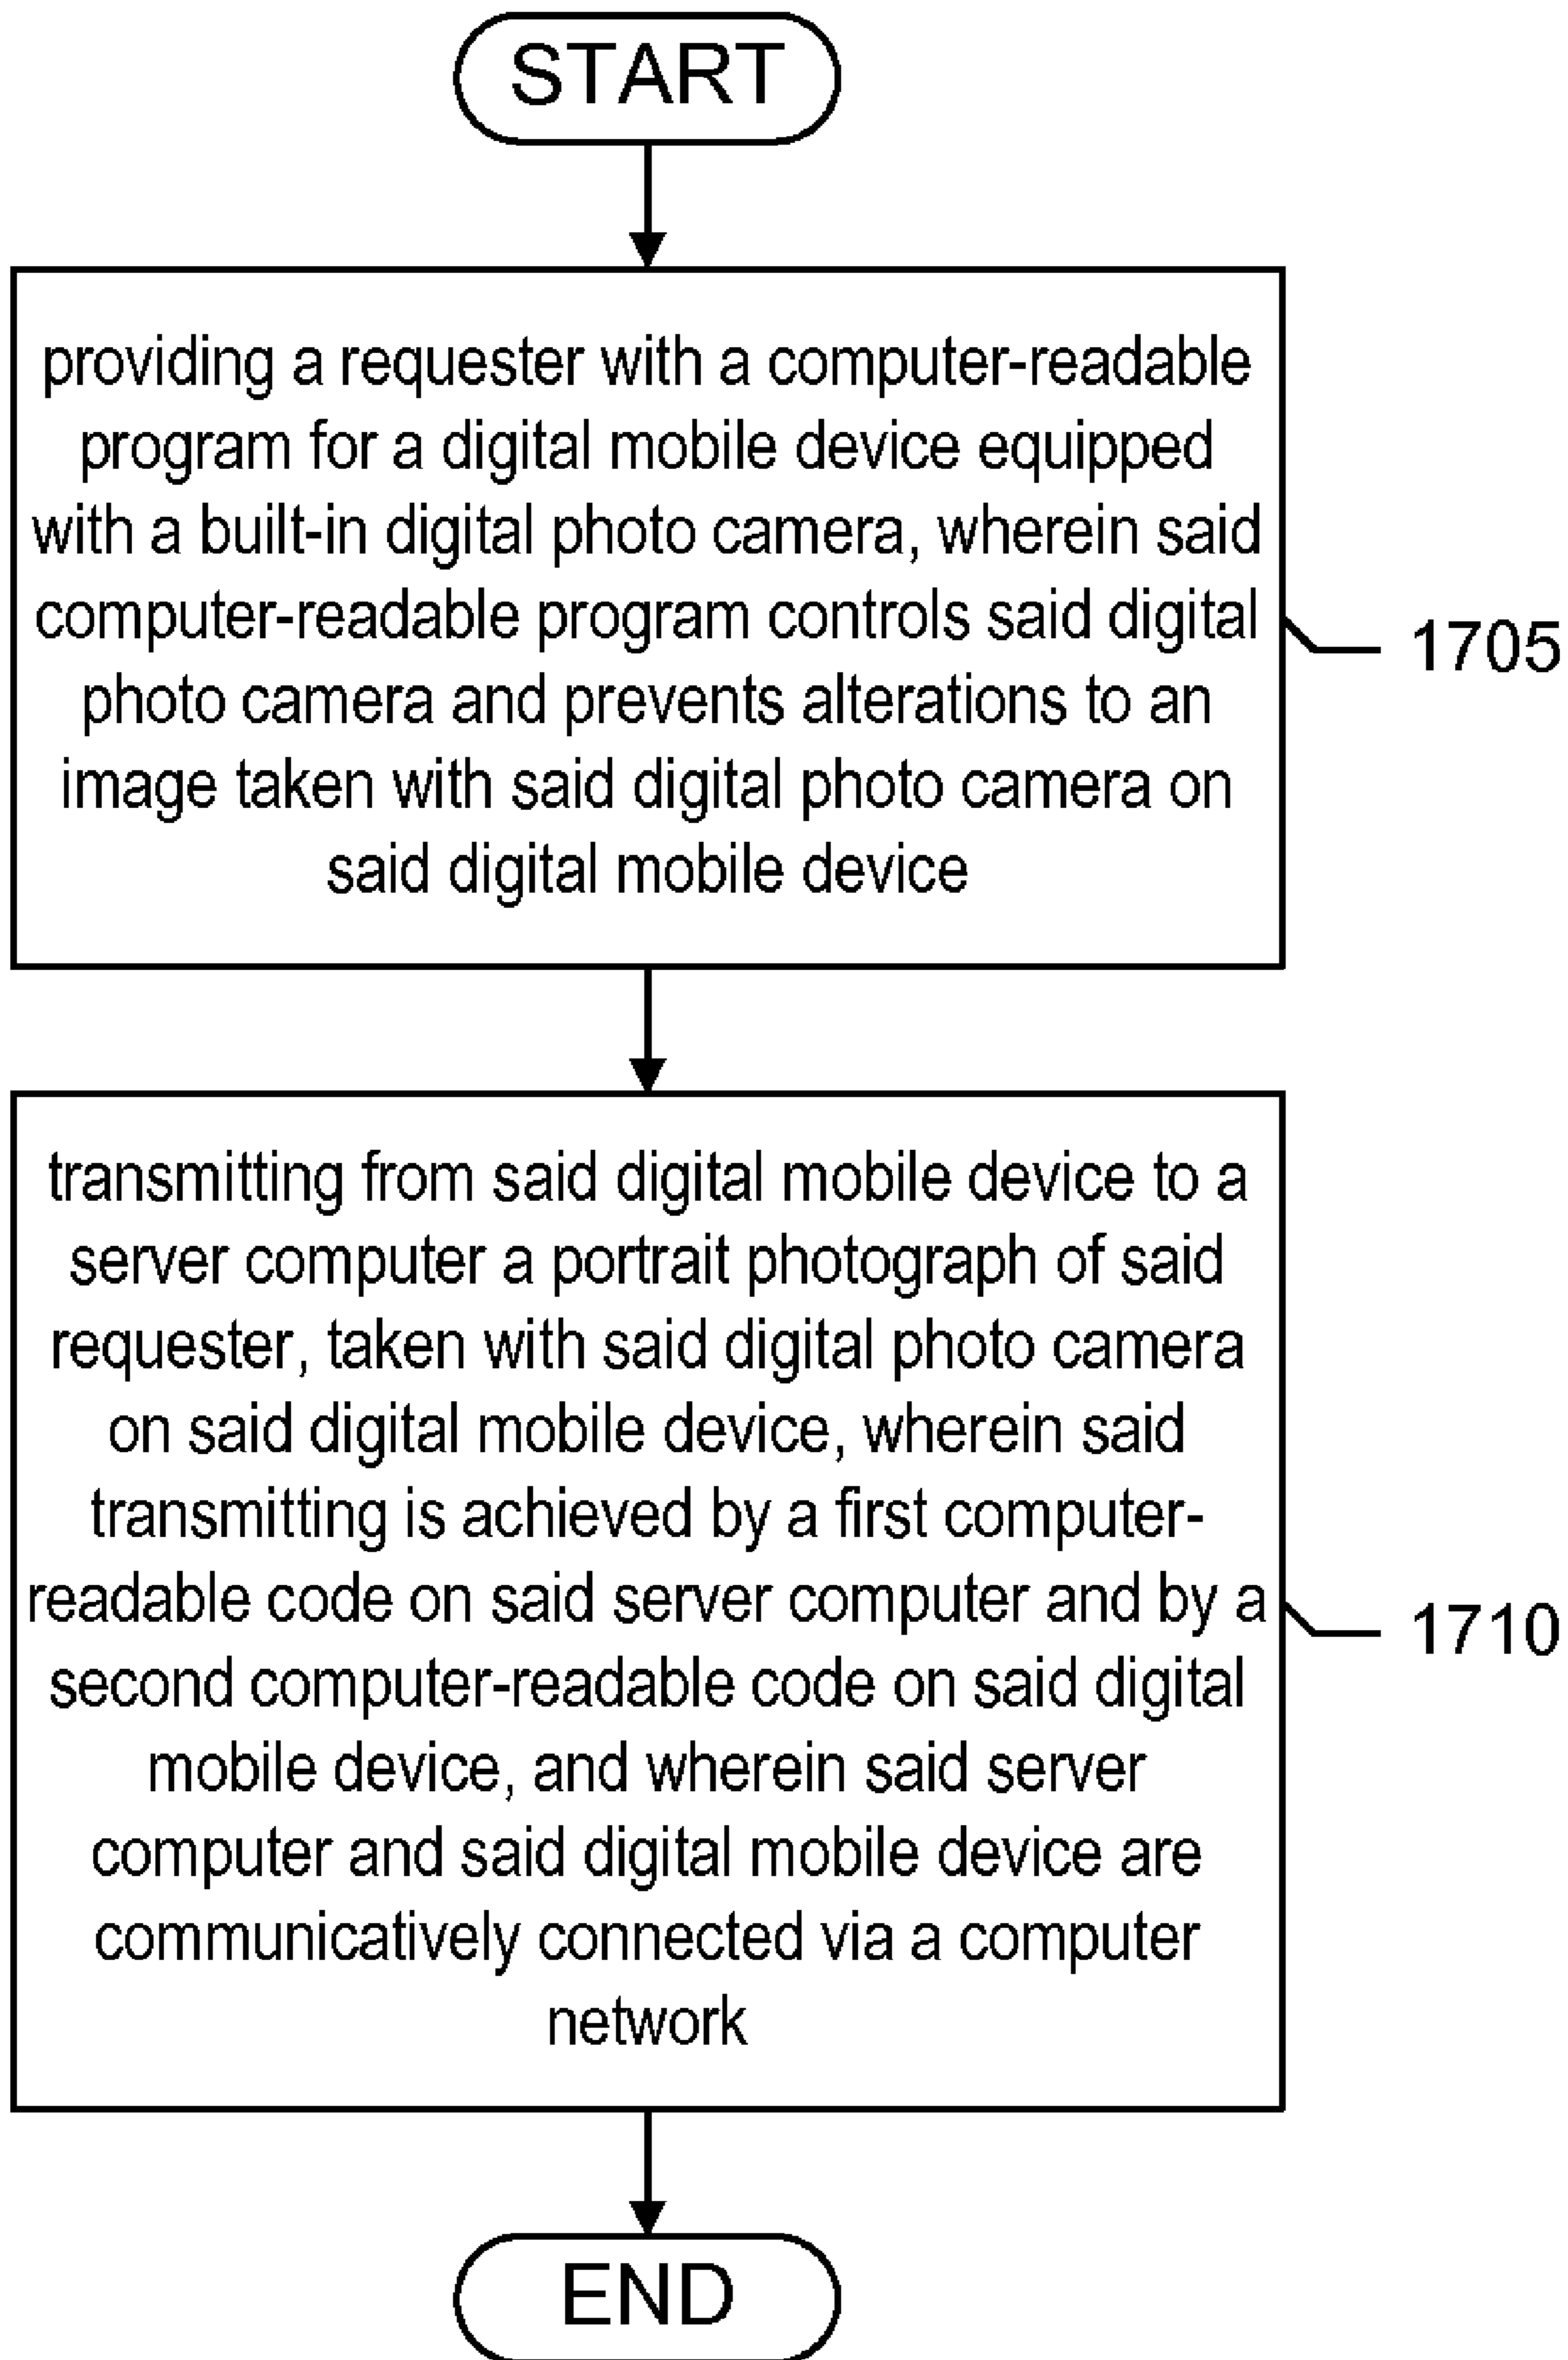 START
providing a requester with a computer-readable
program for a digital mobile device equipped
with a built-in digital photo camera, wherein said
computer-readable program controls said digital
photo camera and prevents alterations to an
image taken with said digital photo camera on
said digital mobile device
1705
transmitting from said digital mobile device to a
server computer a portrait photograph of said
requester, taken with said digital photo camera
on said digital mobile device, wherein said
transmitting is achieved by a first computer-
readable code on said server computer and by a
second computer-readable code on said digital
mobile device, and wherein said server
computer and said digital mobile device are
communicatively connected via a computer
network
1710
END